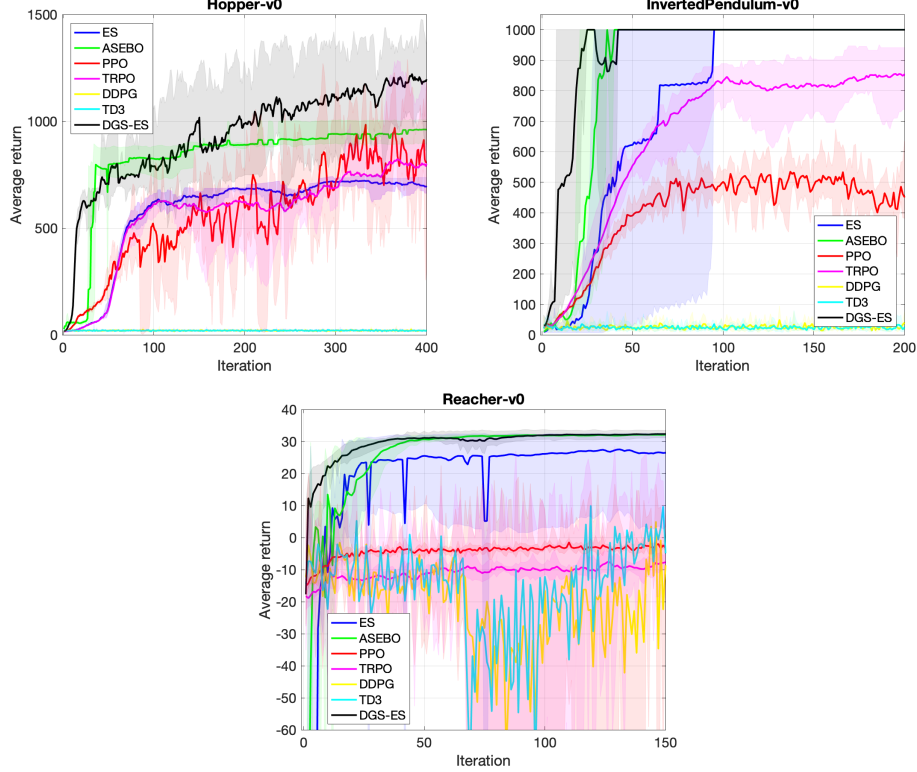 Hopper-v0
1500
1000
500
0
Average return
ES
ASEBO
PPO
TRPO
DDPG
TD3
DGS-ES
0 100 200 300 400
Iteration
InvertedPendulum-v0
1000
900
800
700
600
500
400
300
200
100
0
Average return
ES
ASEBO
PPO
TRPO
DDPG
TD3
DGS-ES
0 50 100 150 200
Iteration
Reacher-v0
40
30
20
10
0
-10
-20
-30
-40
-50
-60
Average return
ES
ASEBO
PPO
TRPO
DDPG
TD3
DGS-ES
0 50 100 150
Iteration